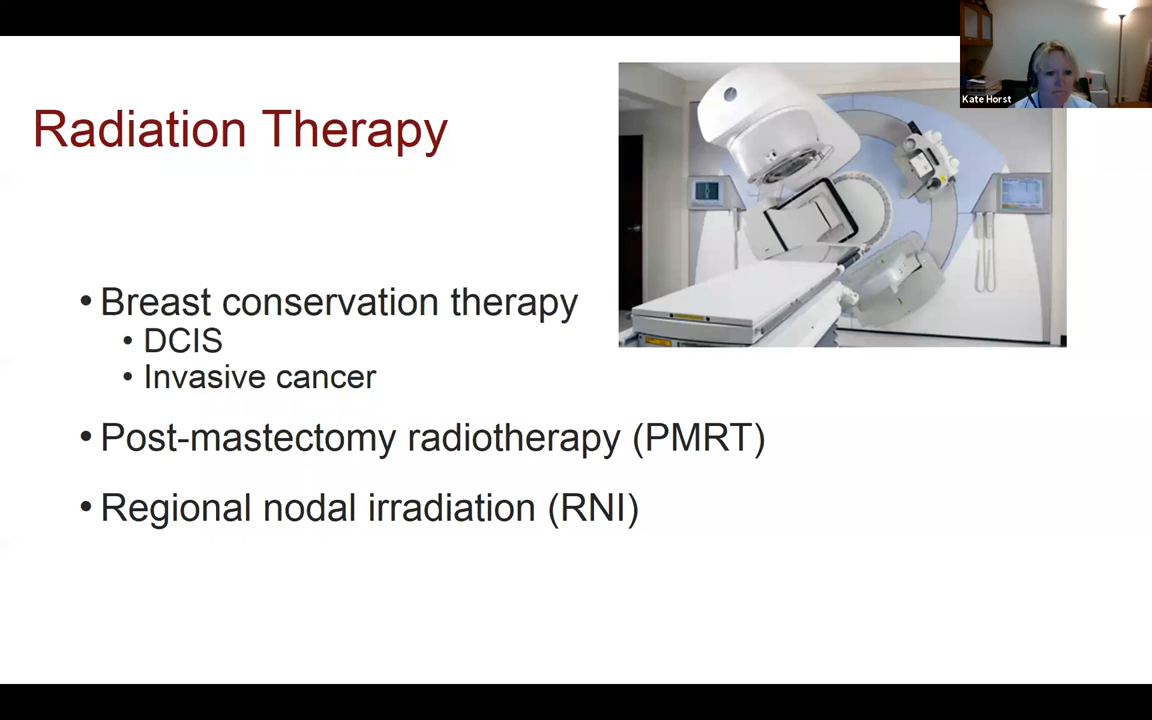 Radiation Therapy
Kate Horst
• Breast conservation therapy
• DCIS
• Invasive cancer
• Post-mastectomy radiotherapy (PMRT)
• Regional nodal irradiation (RNI)